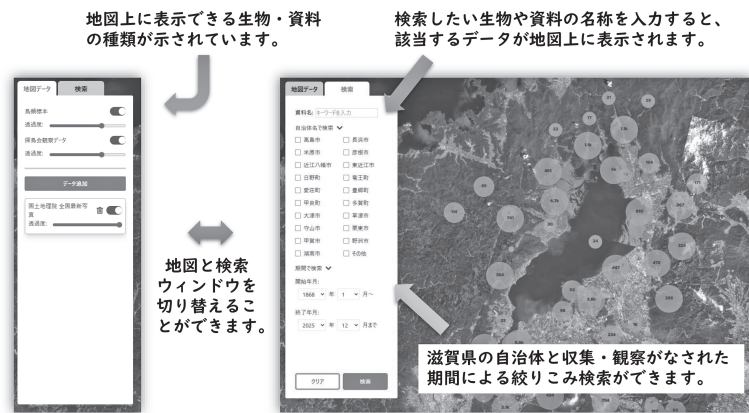 地図上に表示できる生物・資料
の種類が示されています。
検索したい生物や資料の名称を入力すると、
該当するデータが地図上に表示されます。
地図データ 検索
鳥類標本
透過度:
探鳥会観察データ
透過度:
データ追加
国土地理院 全国最新写
真
透過度:
地図と検索
ウィンドウを
切り替えるこ
とができます。
地図データ 検索
資料名: キーワードを入力
自治体名で検索
高島市 長浜市
米原市 彦根市
近江八幡市 東近江市
日野町 竜王町
愛荘町 豊郷町
甲良町 多賀町
大津市 草津市
守山市 栗東市
甲賀市 野洲市
湖南市 その他
期間で検索
開始年月:
1868 年 1 月～
終了年月:
2025 年 12 月まで
クリア 検索
滋賀県の自治体と収集・観察がなされた
期間による絞りこみ検索ができます。